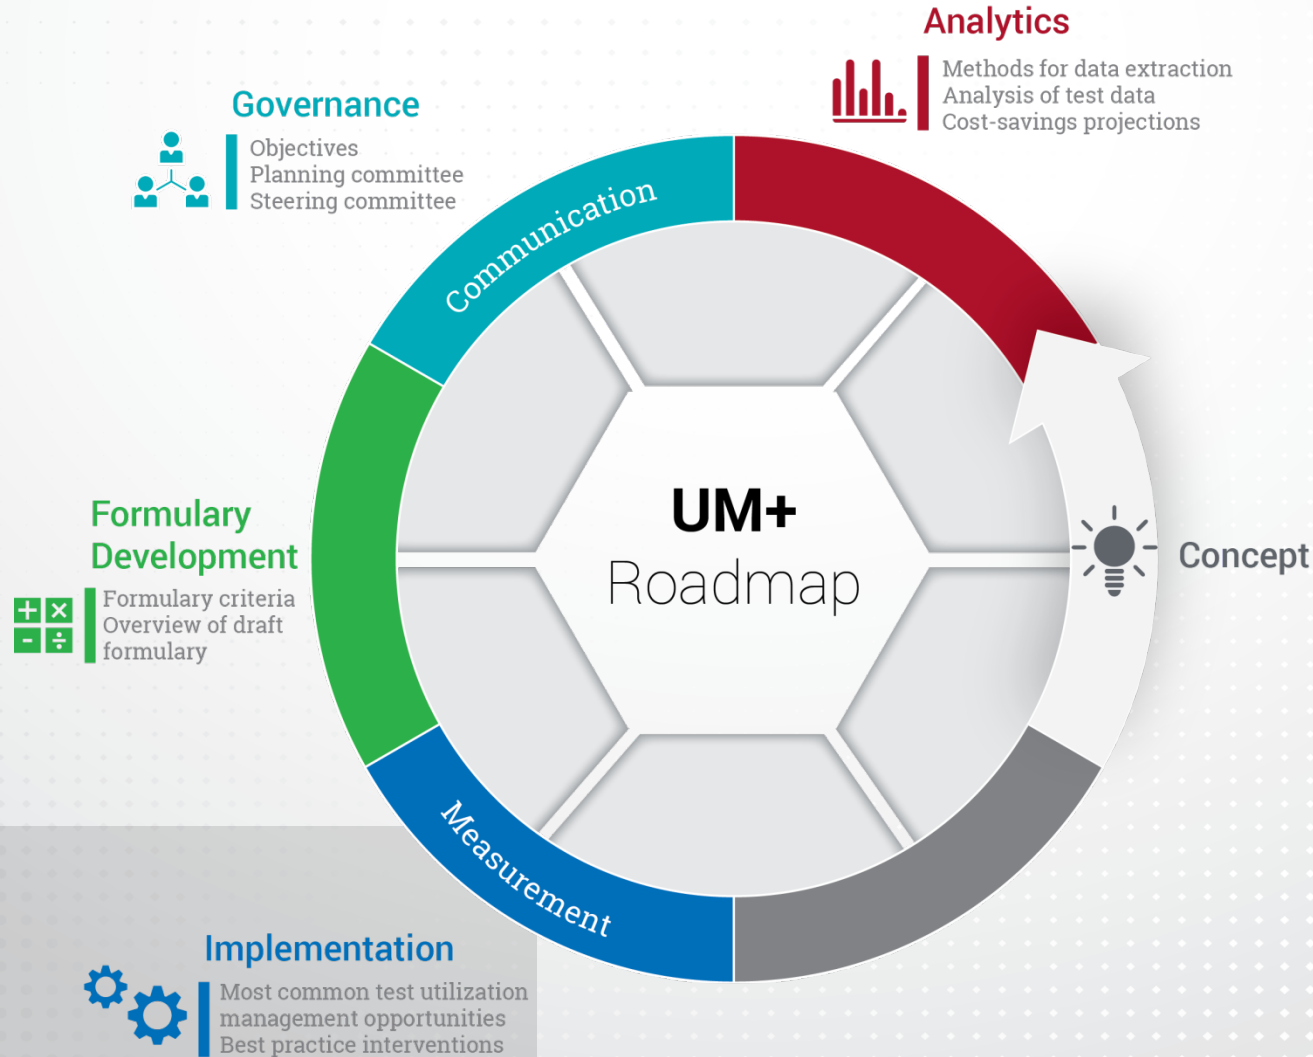 Analytics
Methods for data extraction
Analysis of test data
Cost-savings projections
Governance
Objectives
Planning committee
Steering committee
Communication
UM+
Roadmap
Concept
Formulary
Development
Formulary criteria
Overview of draft
formulary
Measurement
Implementation
Most common test utilization
management opportunities
Best practice interventions